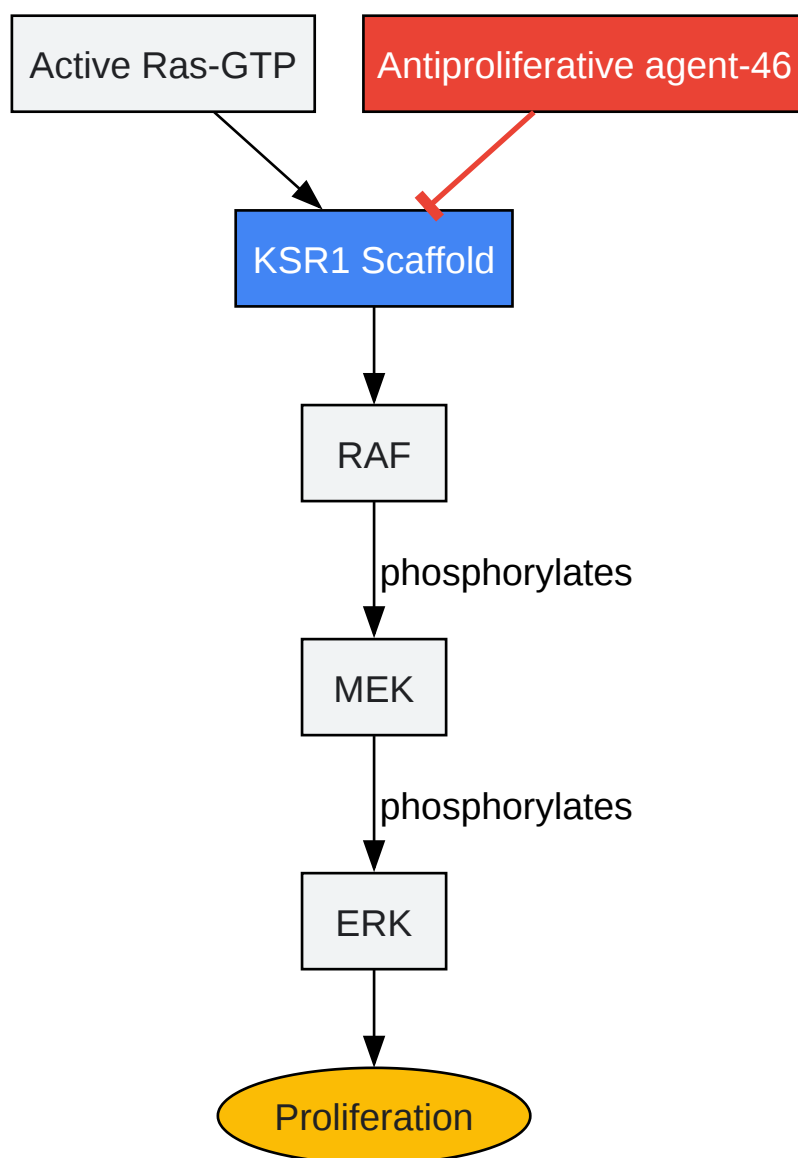 Active Ras-GTP
Antiproliferative agent-46
KSR1 Scaffold
RAF
phosphorylates
MEK
phosphorylates
ERK
Proliferation